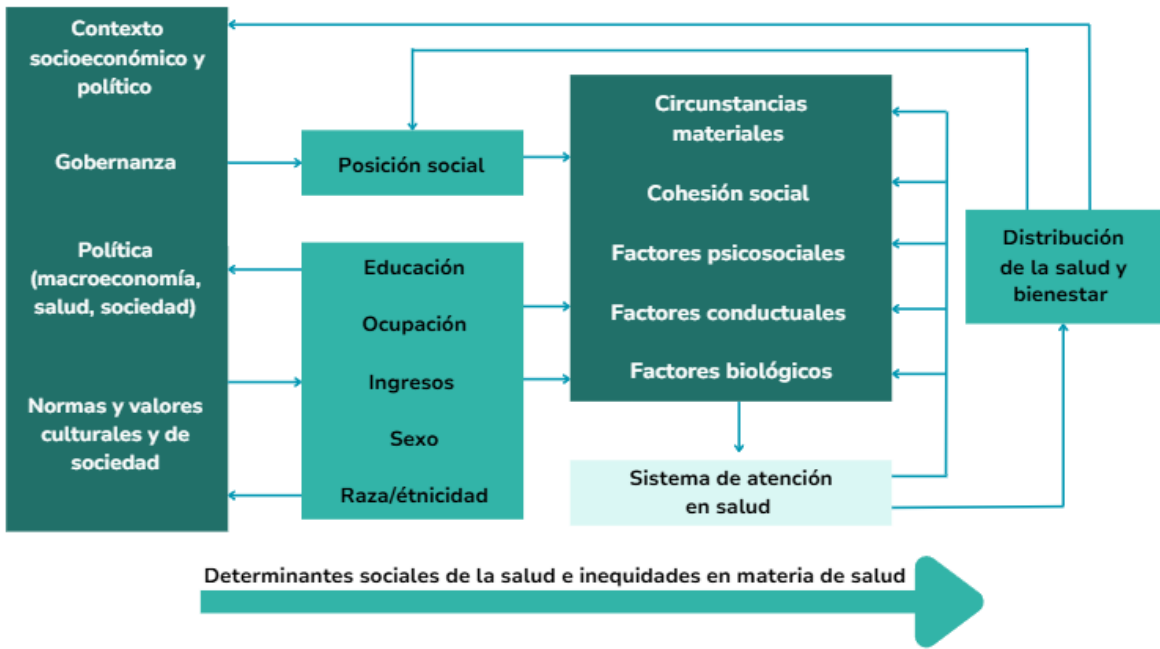 Contexto
socioeconómico y
político
Gobernanza
Política
(macroeconomía,
salud, sociedad)
Normas y valores
culturales y de
sociedad
Posición social
Educación
Ocupación
Ingresos
Sexo
Raza/étnicidad
Circunstancias
materiales
Cohesión social
Factores psicosociales
Factores conductuales
Factores biológicos
Sistema de atención
en salud
Distribución
de la salud y
bienestar
Determinantes sociales de la salud e inequidades en materia de salud